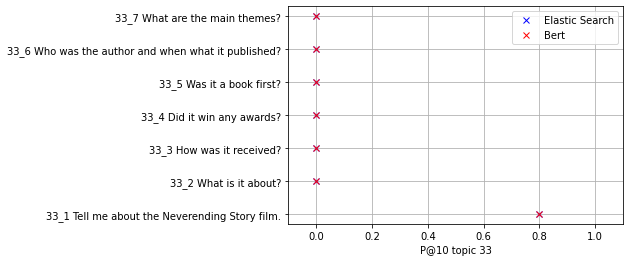 33_7 What are the main themes?
33_6 Who was the author and when what it published?
33_5 Was it a book first?
33_4 Did it win any awards?
33_3 How was it received?
33_2 What is it about?
33_1 Tell me about the Neverending Story film.
Elastic Search
Bert
0.0 0.2 0.4 0.6 0.8 1.0
P@10 topic 33